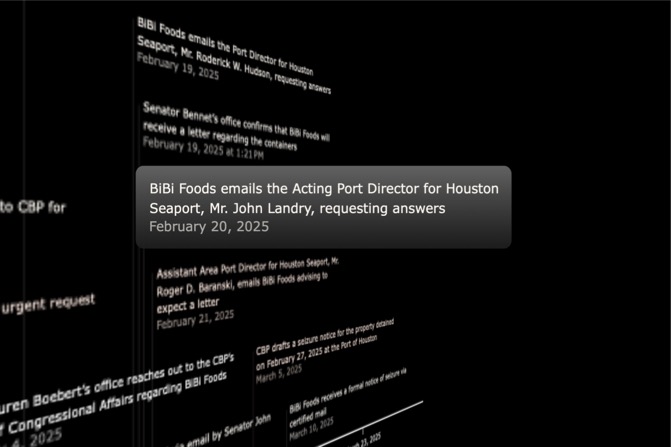 BiBi Foods emails the Port Director for Houston
Seaport, Mr. Roderick W. Hudson, requesting answers
February 19, 2025
Senator Bennet's office confirms that BiBi Foods will
receive a letter regarding the containers
February 19, 2025 at 1:21PM
BiBi Foods emails the Acting Port Director for Houston
Seaport, Mr. John Landry, requesting answers
February 20, 2025
to CBP for
Assistant Area Port Director for Houston Seaport, Mr.
Roger D. Baranski, emails BiBi Foods advising to
expect a letter
February 21, 2025
urgent request
CBP drafts a seizure notice for the property detained
on February 27, 2025 at the Port of Houston
March 5, 2025
uren Boebert's office reaches out to the CBP's
f Congressional Affairs regarding BiBi Foods
4, 2025
BiBi Foods receives a formal notice of seizure via
certified mail
March 10, 2025
by email by Senator John
23, 2025